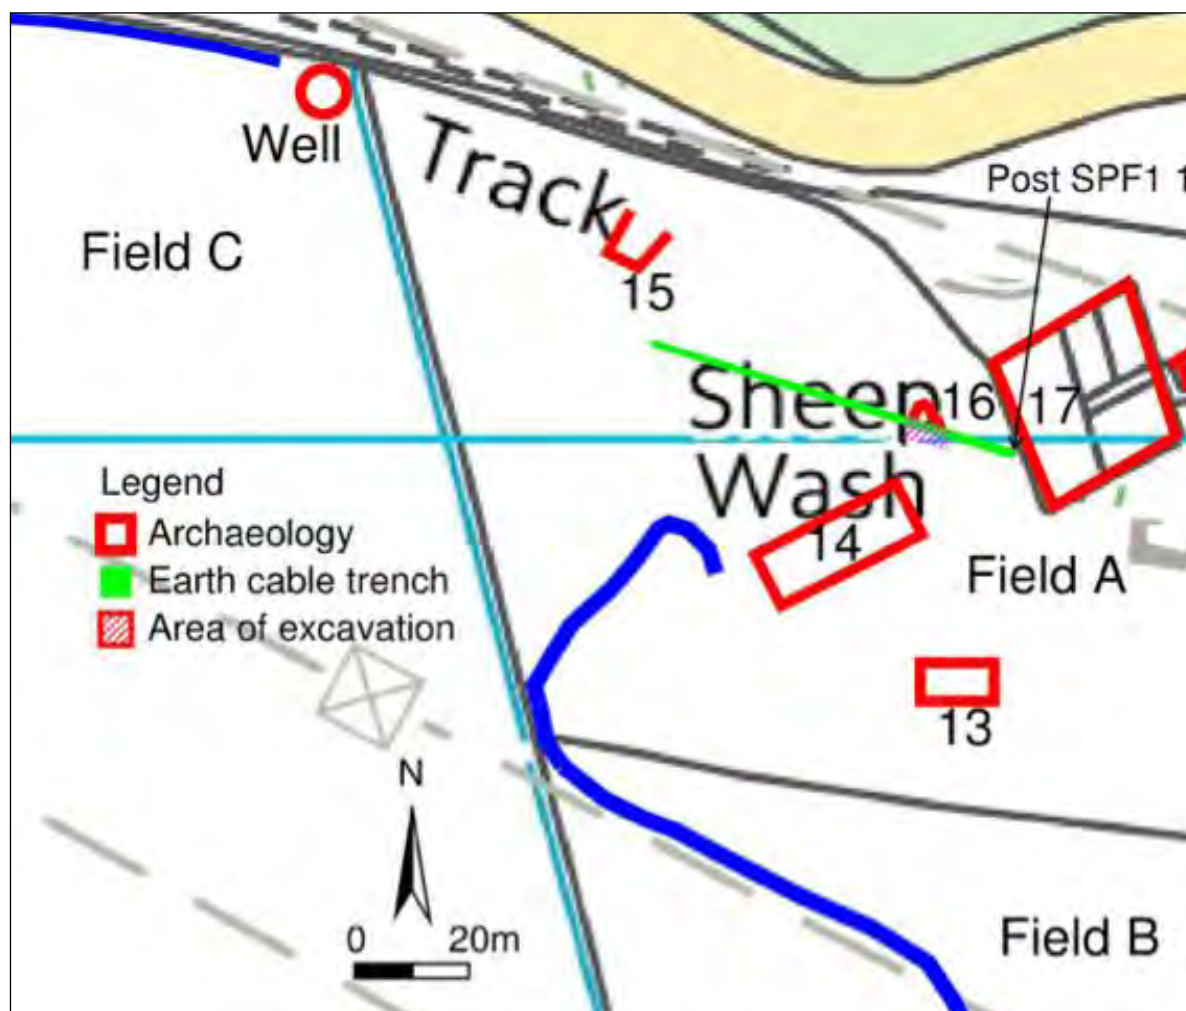 Well
Track
Post SPF1 1
Field C
15
Sheep
16
17
Wash
Legend
Archaeology
14
Field A
Earth cable trench
Area of excavation
13
N
0 20m
Field B